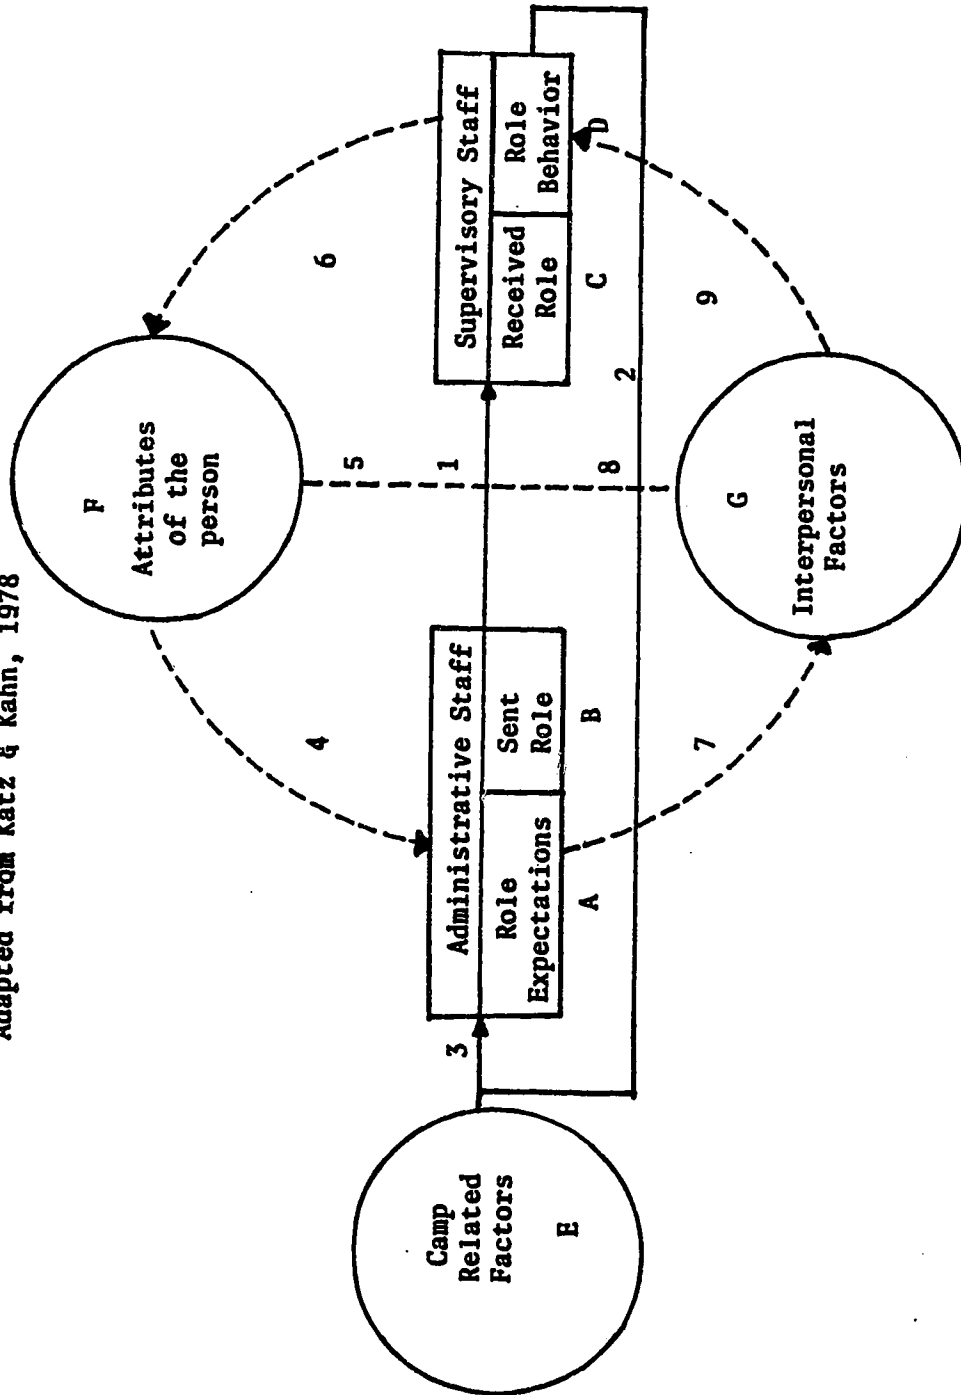 Adapted from Katz & Kahn, 1978
F
Attributes
of the
person
4
5
6
Administrative Staff
Role
Expectations
Sent
Role
A
B
3
1
Supervisory Staff
Received
Role
Role
Behavior
C
D
Camp
Related
Factors
E
2
7
8
9
G
Interpersonal
Factors